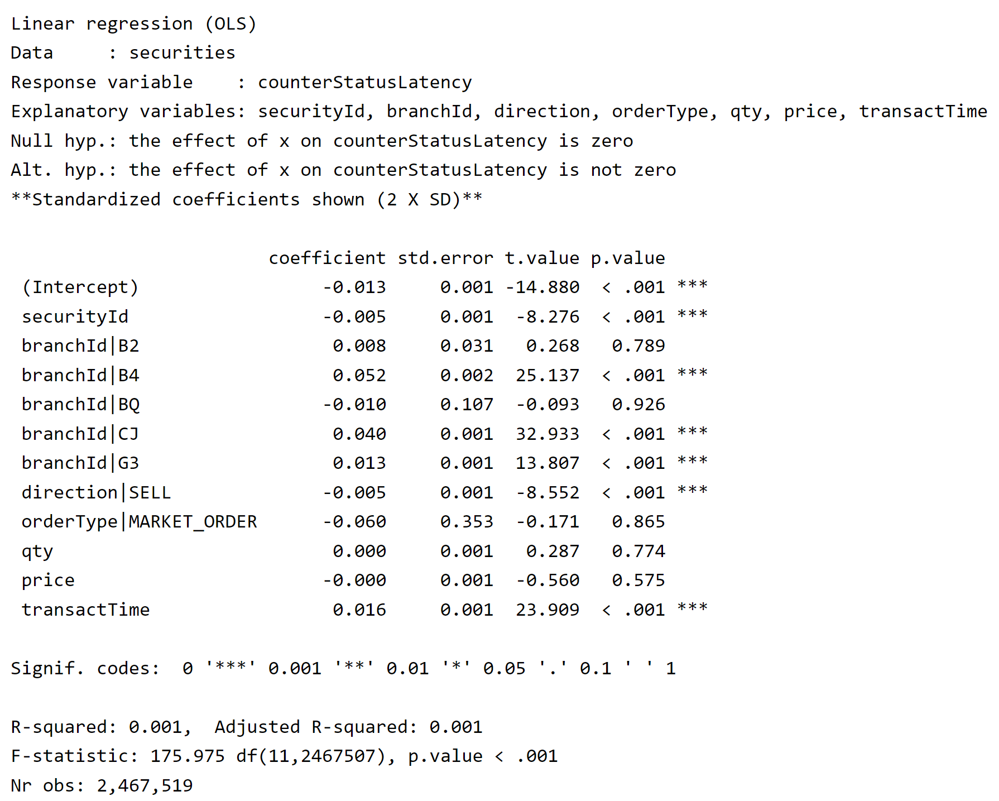 Linear regression (OLS)
Data     : securities
Response variable    : counterStatusLatency
Explanatory variables: securityId, branchId, direction, orderType, qty, price, transactTime
Null hyp.: the effect of x on counterStatusLatency is zero
Alt. hyp.: the effect of x on counterStatusLatency is not zero
**Standardized coefficients shown (2 X SD)**

                        coefficient std.error t.value p.value
 (Intercept)                 -0.013     0.001 -14.880  < .001 ***
 securityId                  -0.005     0.001  -8.276  < .001 ***
 branchId|B2                  0.008     0.031   0.268   0.789
 branchId|B4                  0.052     0.002  25.137  < .001 ***
 branchId|BQ                 -0.010     0.107  -0.093   0.926
 branchId|CJ                  0.040     0.001  32.933  < .001 ***
 branchId|G3                  0.013     0.001  13.807  < .001 ***
 direction|SELL              -0.005     0.001  -8.552  < .001 ***
 orderType|MARKET_ORDER      -0.060     0.353  -0.171   0.865
 qty                          0.000     0.001   0.287   0.774
 price                       -0.000     0.001  -0.560   0.575
 transactTime                 0.016     0.001  23.909  < .001 ***

Signif. codes:  0 '***' 0.001 '**' 0.01 '*' 0.05 '.' 0.1 ' ' 1

R-squared: 0.001,  Adjusted R-squared: 0.001
F-statistic: 175.975 df(11,2467507), p.value < .001
Nr obs: 2,467,519